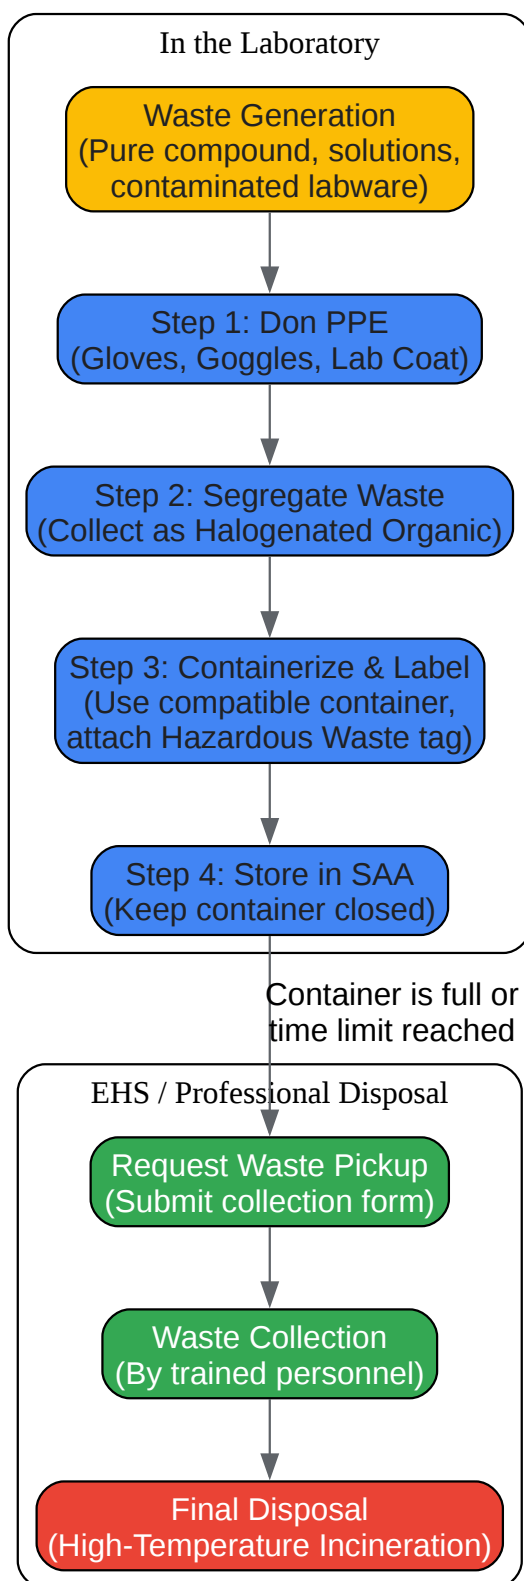 In the Laboratory
Waste Generation
(Pure compound, solutions,
contaminated labware)
Step 1: Don PPE
(Gloves, Goggles, Lab Coat)
Step 2: Segregate Waste
(Collect as Halogenated Organic)
Step 3: Containerize & Label
(Use compatible container,
attach Hazardous Waste tag)
Step 4: Store in SAA
(Keep container closed)
Container is full or
time limit reached
EHS / Professional Disposal
Request Waste Pickup
(Submit collection form)
Waste Collection
(By trained personnel)
Final Disposal
(High-Temperature Incineration)